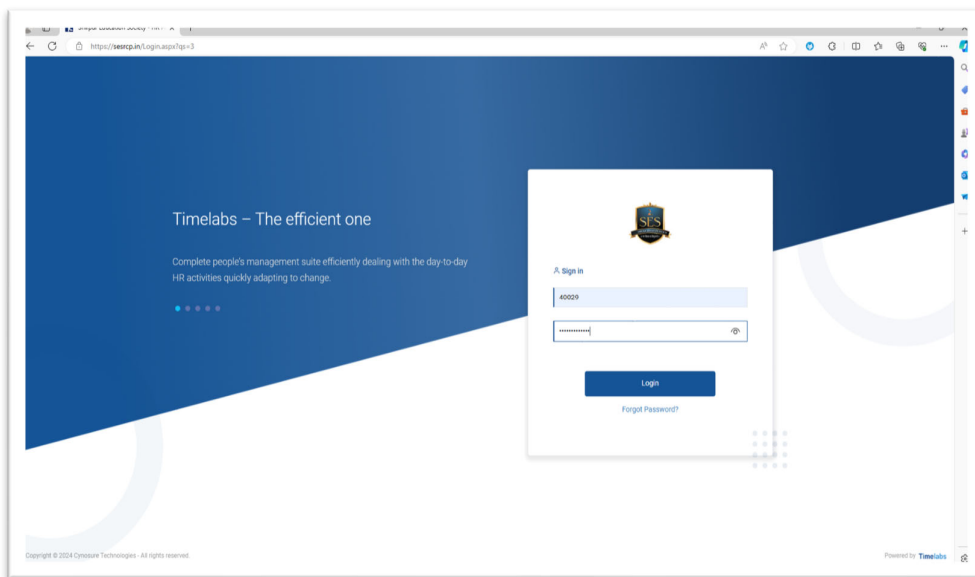 https://sesrcp.in/Login.aspx?qs=3
Timelabs – The efficient one
Complete people's management suite efficiently dealing with the day-to-day
HR activities quickly adapting to change.
SES
Sign in
40029
Login
Forgot Password?
Copyright © 2024 Cynosure Technologies - All rights reserved.
Powered by Timelabs